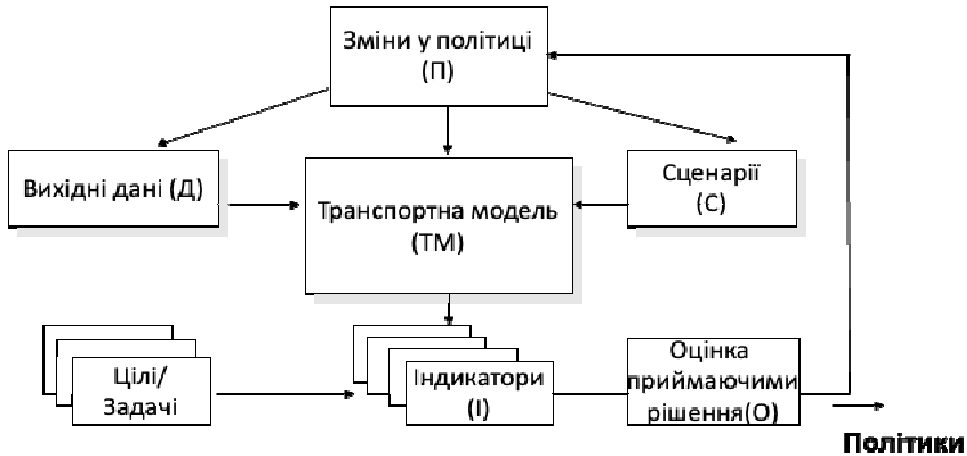 Зміни у політиці
(П)
Вихідні дані (Д)
Транспортна модель
(ТМ)
Сценарії
(С)
Цілі/
Задачі
Індикатори
(І)
Оцінка
приймаючими
рішення(О)
Політики